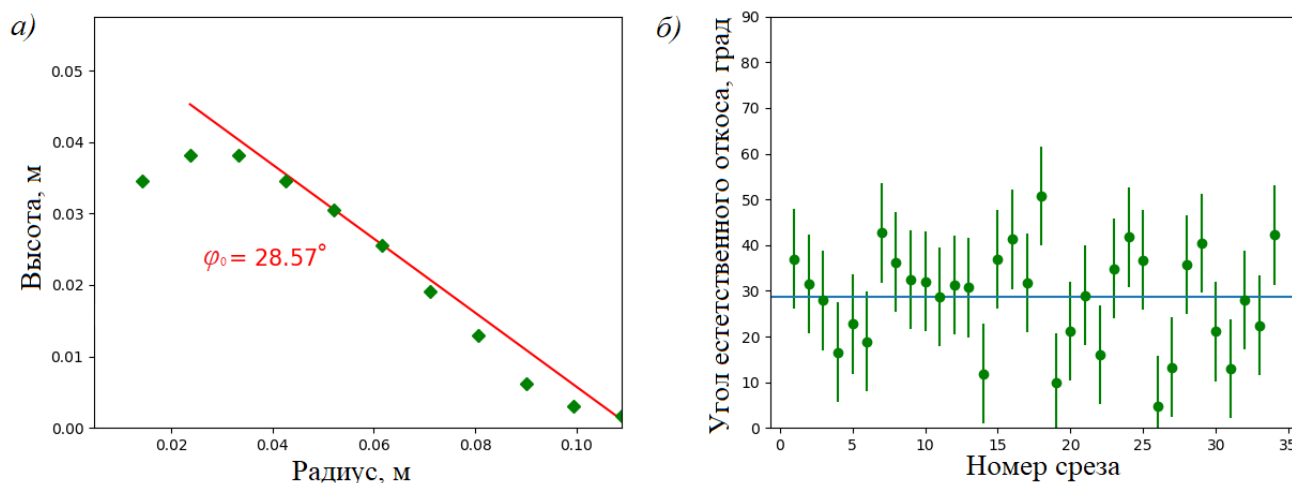 а)
0.05
0.04
0.03
0.02
0.01
0.00
0.02 0.04 0.06 0.08 0.10
Высота, м
Радиус, м
φ₀ = 28.57°
б)
90
80
70
60
50
40
30
20
10
0
0 5 10 15 20 25 30 35
Угол естетственного откоса, град
Номер среза